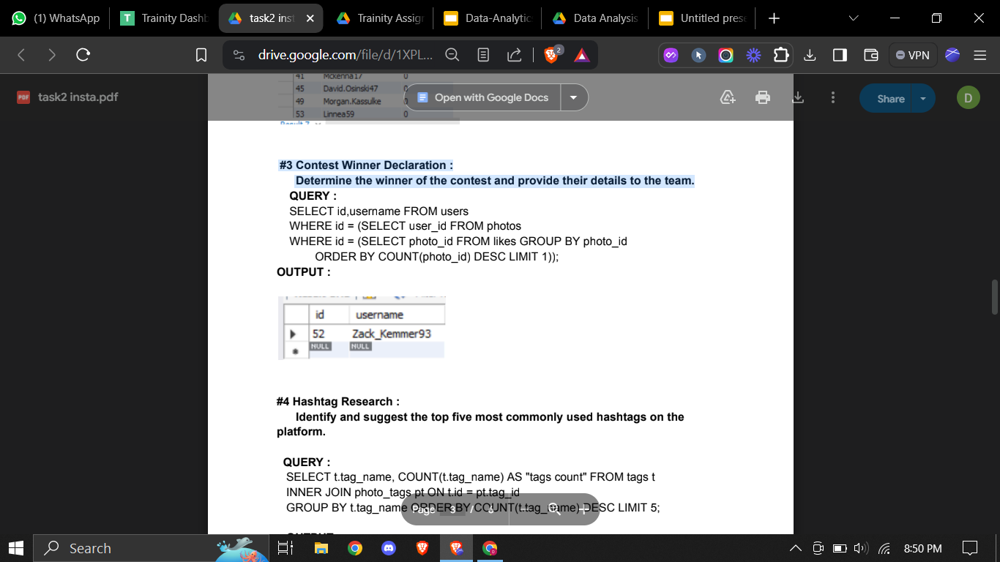 (1) WhatsApp
Trainity Dashb
task2 inst
Trainity Assign
Data-Analytic
Data Analysis
Untitled prese
drive.google.com/file/d/1XPL...
2
VPN
PDF task2 insta.pdf
Open with Google Docs
Share
D
41 Mckenna17 0
45 David.Osinski47 0
49 Morgan.Kassulke 0
53 Linnea59 0
Result 7
#3 Contest Winner Declaration :
Determine the winner of the contest and provide their details to the team.
QUERY :
SELECT id,username FROM users
WHERE id = (SELECT user_id FROM photos
WHERE id = (SELECT photo_id FROM likes GROUP BY photo_id
ORDER BY COUNT(photo_id) DESC LIMIT 1));
OUTPUT :
id username
52 Zack_Kemmer93
NULL NULL
#4 Hashtag Research :
Identify and suggest the top five most commonly used hashtags on the
platform.
QUERY :
SELECT t.tag_name, COUNT(t.tag_name) AS "tags count" FROM tags t
INNER JOIN photo_tags pt ON t.id = pt.tag_id
GROUP BY t.tag_name ORDER BY COUNT(t.tag_name) DESC LIMIT 5;
Page 3 /
Search
8:50 PM